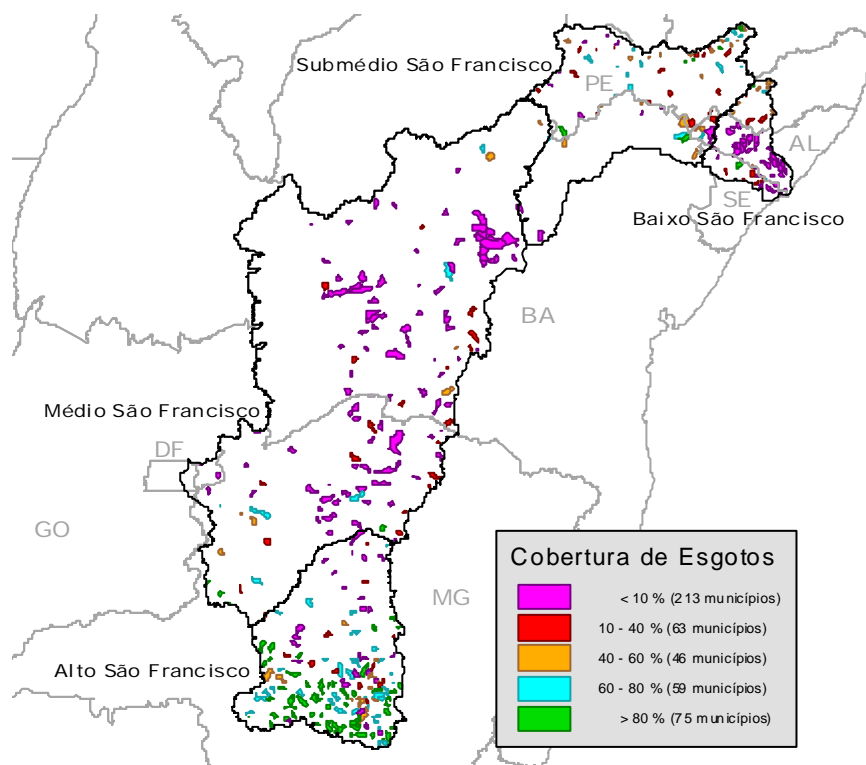 Submédio São Francisco
PE
AL
SE
Baixo São Francisco
BA
Médio São Francisco
DF
GO
MG
Alto São Francisco
Cobertura de Esgotos
< 10 % (213 municípios)
10 - 40 % (63 municípios)
40 - 60 % (46 municípios)
60 - 80 % (59 municípios)
> 80 % (75 municípios)